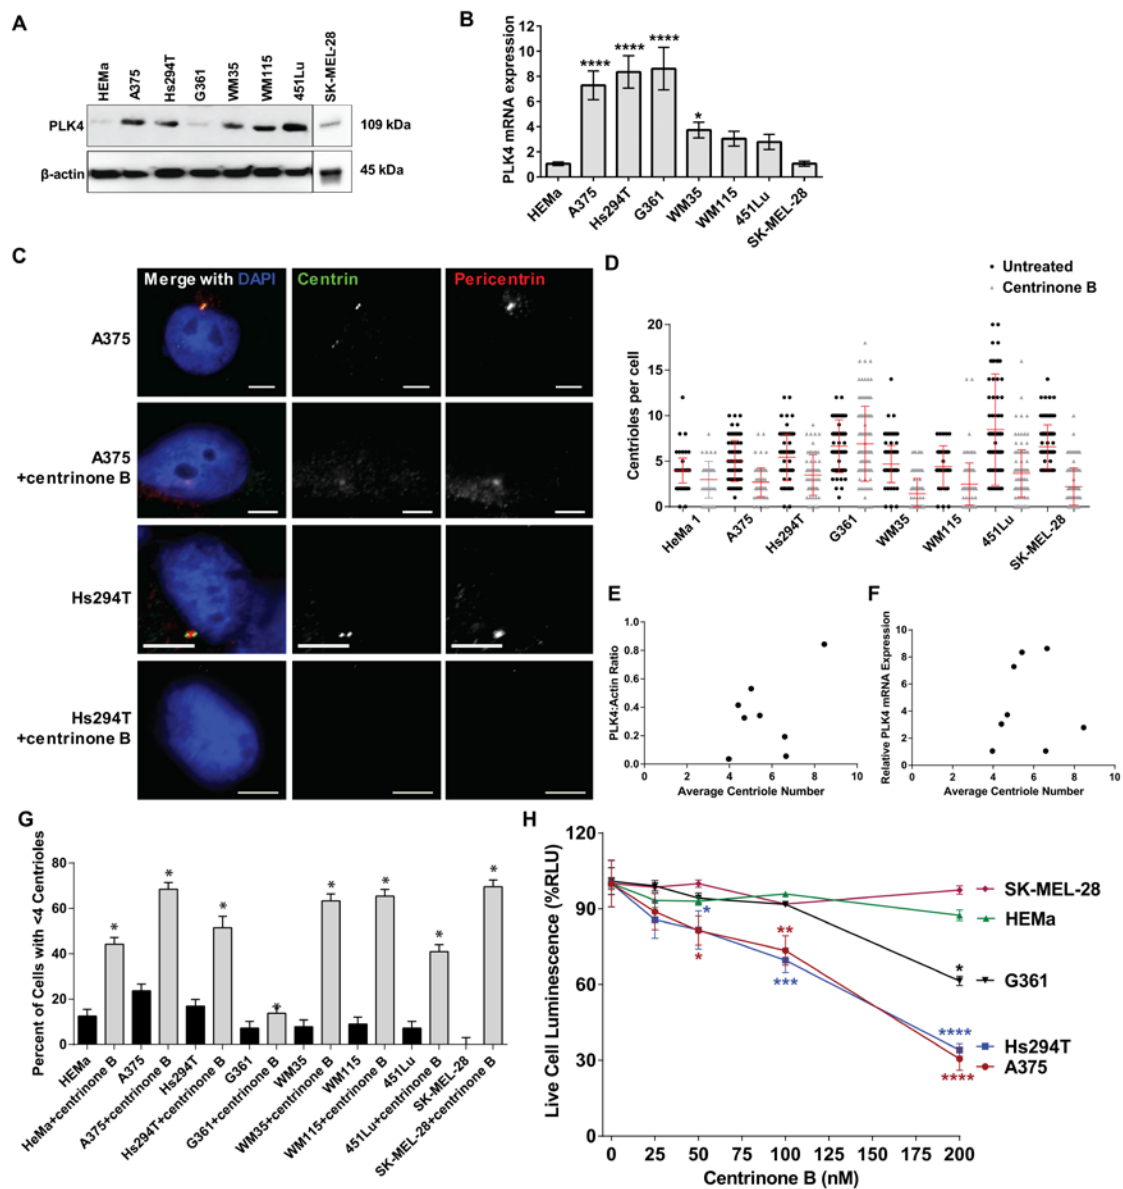 A
HEMa
A375
Hs294T
G361
WM35
WM115
451Lu
SK-MEL-28
PLK4
109 kDa
β-actin
45 kDa
B
PLK4 mRNA expression
12
10
8
6
4
2
0
****
****
****
*
HEMa
A375
Hs294T
G361
WM35
WM115
451Lu
SK-MEL-28
C
Merge with DAPI
Centrin
Pericentrin
A375
A375
+centrinone B
Hs294T
Hs294T
+centrinone B
D
Untreated
Centrinone B
Centrioles per cell
20
15
10
5
0
HeMa 1
A375
Hs294T
G361
WM35
WM115
451Lu
SK-MEL-28
E
PLK4:Actin Ratio
1.0
0.8
0.6
0.4
0.2
0.0
0 2 4 6 8 10
Average Centriole Number
F
Relative PLK4 mRNA Expression
10
8
6
4
2
0
0 2 4 6 8 10
Average Centriole Number
G
Percent of Cells with <4 Centrioles
80
60
40
20
0
* * * * * * * *
HEMa
HeMa+centrinone B
A375
A375+centrinone B
Hs294T
Hs294T+centrinone B
G361
G361+centrinone B
WM35
WM35+centrinone B
WM115
WM115+centrinone B
451Lu
451Lu+centrinone B
SK-MEL-28
SK-MEL-28+centrinone B
H
Live Cell Luminescence (%RLU)
120
90
60
30
0
*
*
**
***
*
****
****
SK-MEL-28
HEMa
G361
Hs294T
A375
0 25 50 75 100 125 150 175 200
Centrinone B (nM)